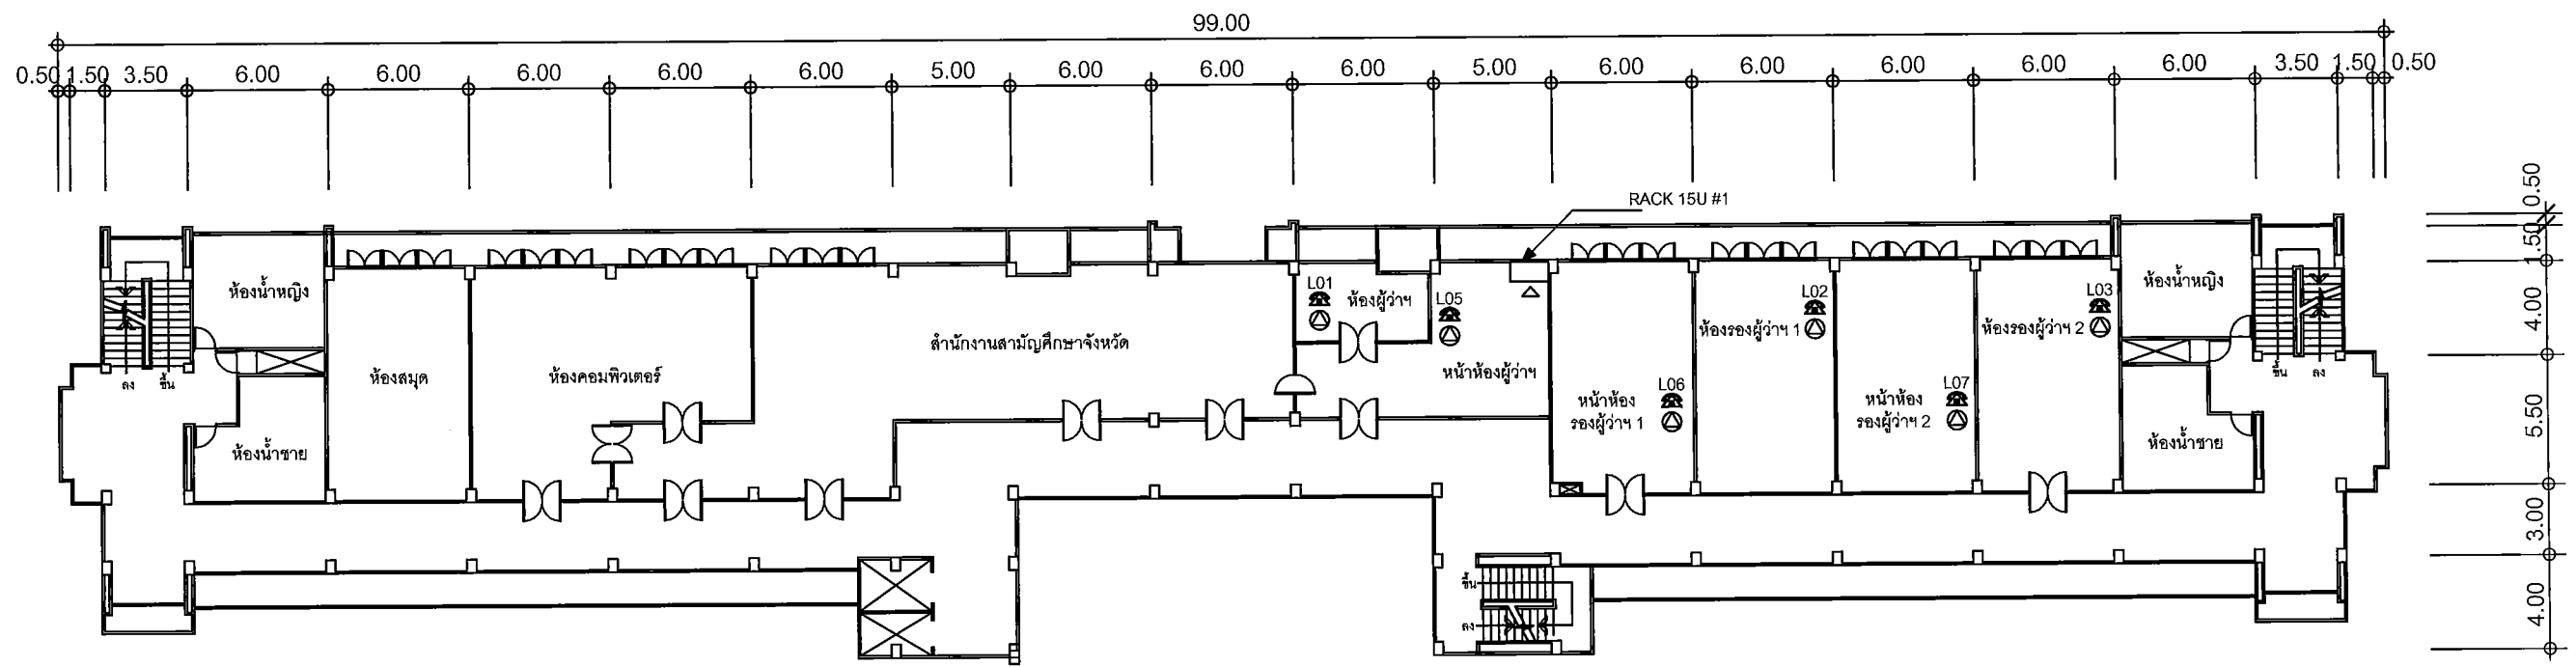 99.00
0.50 1.50 3.50 6.00 6.00 6.00 6.00 6.00 5.00 6.00 6.00 6.00 5.00 6.00 6.00 6.00 6.00 6.00 3.50 1.50 0.50
RACK 15U #1
0.50
1.50
4.00
5.50
3.00
4.00
ห้องน้ำหญิง
L01
ห้องผู้ว่าฯ
L05
L02
L03
ห้องน้ำหญิง
ห้องรองผู้ว่าฯ 1
ห้องรองผู้ว่าฯ 2
สำนักงานสามัญศึกษาจังหวัด
ลง ขึ้น
ห้องสมุด
ห้องคอมพิวเตอร์
หน้าห้องผู้ว่าฯ
ขึ้น ลง
L06
L07
หน้าห้อง
รองผู้ว่าฯ 1
หน้าห้อง
รองผู้ว่าฯ 2
ห้องน้ำชาย
ห้องน้ำชาย
ขึ้น
ลง